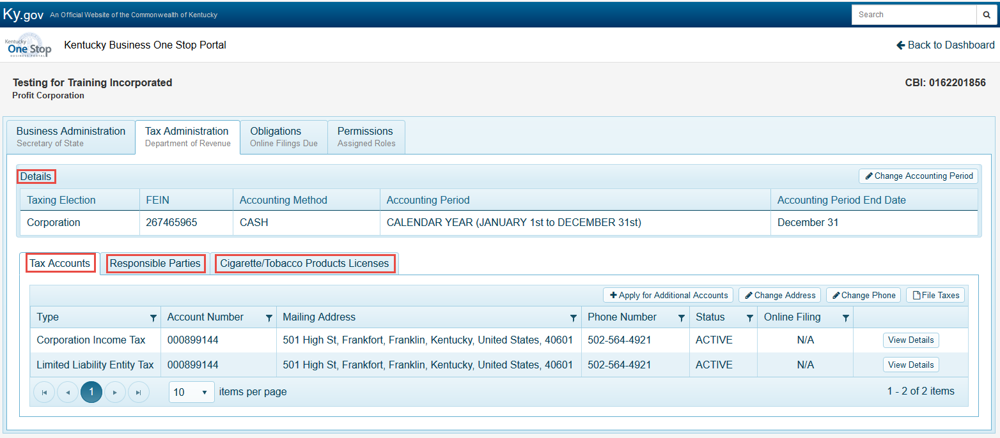 Ky.gov An Official Website of the Commonwealth of Kentucky Search
Kentucky
One Stop
BUSINESS PORTAL
Kentucky Business One Stop Portal Back to Dashboard
Testing for Training Incorporated CBI: 0162201856
Profit Corporation
Business Administration Tax Administration Obligations Permissions
Secretary of State Department of Revenue Online Filings Due Assigned Roles
Details Change Accounting Period
Taxing Election FEIN Accounting Method Accounting Period Accounting Period End Date
Corporation 267465965 CASH CALENDAR YEAR (JANUARY 1st to DECEMBER 31st) December 31
Tax Accounts Responsible Parties Cigarette/Tobacco Products Licenses
Apply for Additional Accounts Change Address Change Phone File Taxes
Type Account Number Mailing Address Phone Number Status Online Filing
Corporation Income Tax 000899144 501 High St, Frankfort, Franklin, Kentucky, United States, 40601 502-564-4921 ACTIVE N/A View Details
Limited Liability Entity Tax 000899144 501 High St, Frankfort, Franklin, Kentucky, United States, 40601 502-564-4921 ACTIVE N/A View Details
1 10 items per page 1 - 2 of 2 items